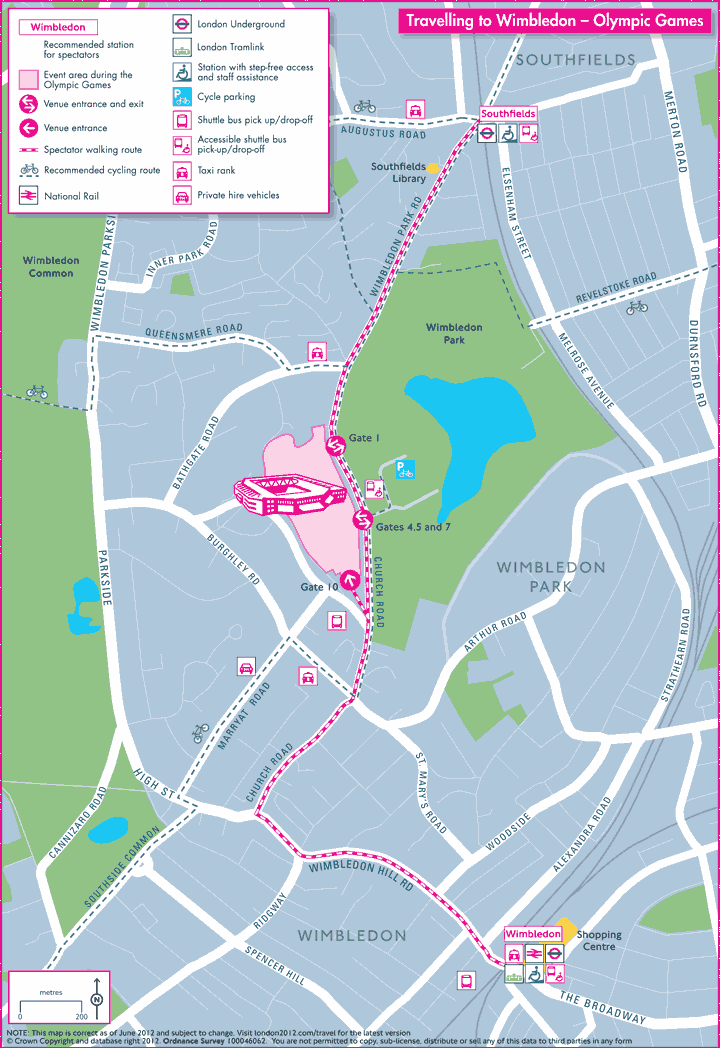 Travelling to Wimbledon – Olympic Games
Wimbledon
Recommended station
for spectators
Event area during the
Olympic Games
Venue entrance and exit
Venue entrance
Spectator walking route
Recommended cycling route
National Rail
London Underground
London Tramlink
Station with step-free access
and staff assistance
Cycle parking
Shuttle bus pick up/drop-off
Accessible shuttle bus
pick-up/drop-off
Taxi rank
Private hire vehicles
SOUTHFIELDS
Southfields
MERTON ROAD
AUGUSTUS ROAD
Southfields
Library
ELSENHAM STREET
WIMBLEDON PARK RD
WIMBLEDON PARKSI
INNER PARK ROAD
Wimbledon
Common
REVELSTOKE ROAD
QUEENSMERE ROAD
Wimbledon
Park
MELROSE AVENUE
DURNSFORD RD
BATHGATE ROAD
Gate 1
P
Gates 4,5 and 7
BURGHLEY RD
PARKSIDE
Gate 10
CHURCH ROAD
WIMBLEDON
PARK
ARTHUR ROAD
STRATHEARN ROAD
MARRYAT ROAD
CHURCH ROAD
HIGH ST
ST. MARY'S ROAD
CANNIZARO ROAD
WOODSIDE
ALEXANDRA ROAD
SOUTHSIDE COMMON
WIMBLEDON HILL RD
RIDGWAY
WIMBLEDON
SPENCER HILL
Wimbledon
Shopping
Centre
THE BROADWAY
metres
0 200
N
NOTE: This map is correct as of June 2012 and subject to change. Visit london2012.com/travel for the latest version
© Crown Copyright and database right 2012. Ordnance Survey 100046062. You are not permitted to copy, sub-license, distribute or sell any of this data to third parties in any form